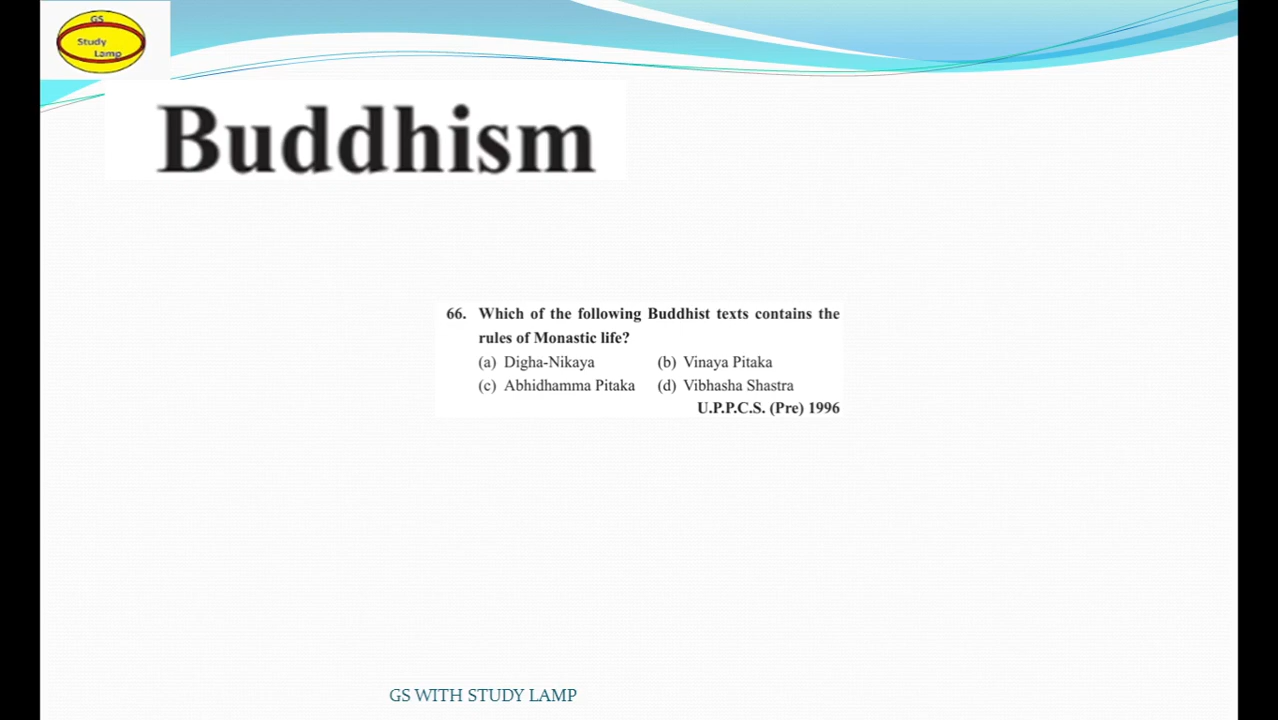 GS
Study
Lamp
Buddhism
66. Which of the following Buddhist texts contains the
rules of Monastic life?
(a) Digha-Nikaya (b) Vinaya Pitaka
(c) Abhidhamma Pitaka (d) Vibhasha Shastra
U.P.P.C.S. (Pre) 1996
GS WITH STUDY LAMP